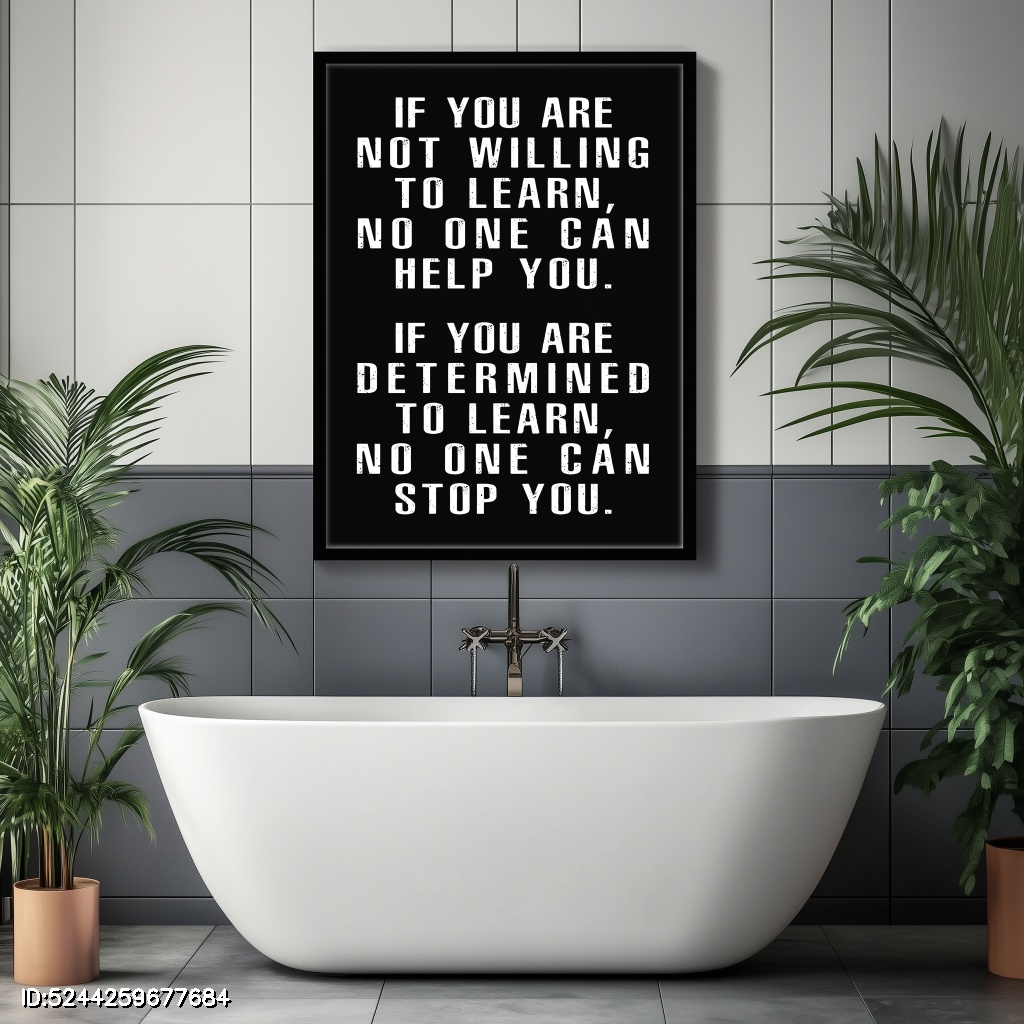 IF YOU ARE
NOT WILLING
TO LEARN,
NO ONE CAN
HELP YOU.
IF YOU ARE
DETERMINED
TO LEARN,
NO ONE CAN
STOP YOU.
ID:5244259677684